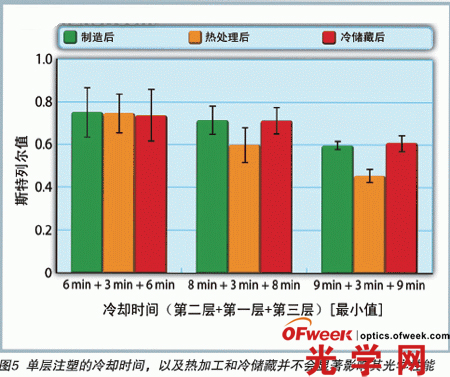 制造后 热处理后 冷储藏后
1.0
0.8
0.6
0.4
0.2
0
斯特列尔值
6 min + 3 min + 6 min 8 min + 3 min + 8 min 9 min + 3 min + 9 min
冷却时间（第二层+第一层+第三层）[最小值]
OFweek optics.ofweek.com
光学网
图5 单层注塑的冷却时间，以及热加工和冷储藏并不会显著影响其光学性能